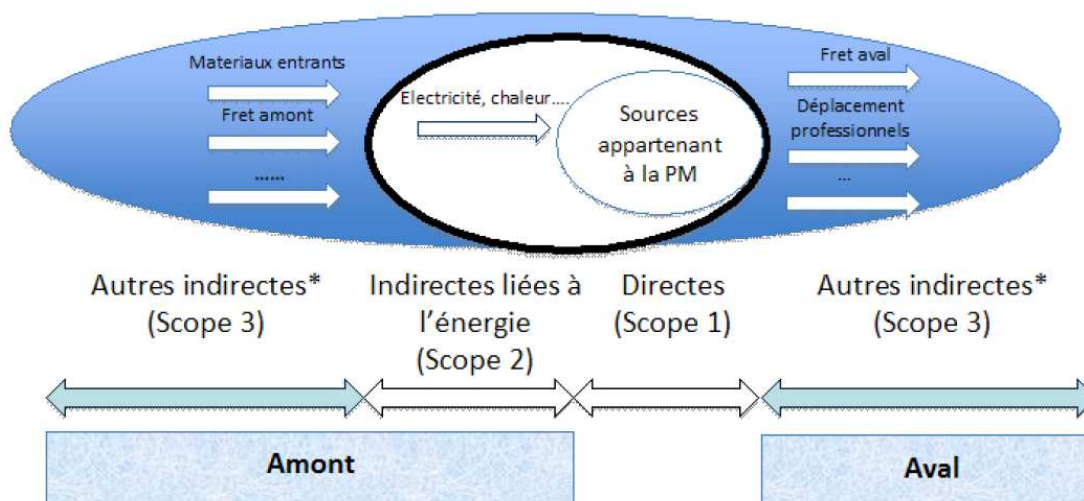 Materiaux entrants
Fret amont
......
Electricité, chaleur....
Sources
appartenant
à la PM
Fret aval
Déplacement
professionnels
...
Autres indirectes*
(Scope 3)
Indirectes liées à
l'énergie
(Scope 2)
Directes
(Scope 1)
Autres indirectes*
(Scope 3)
Amont
Aval